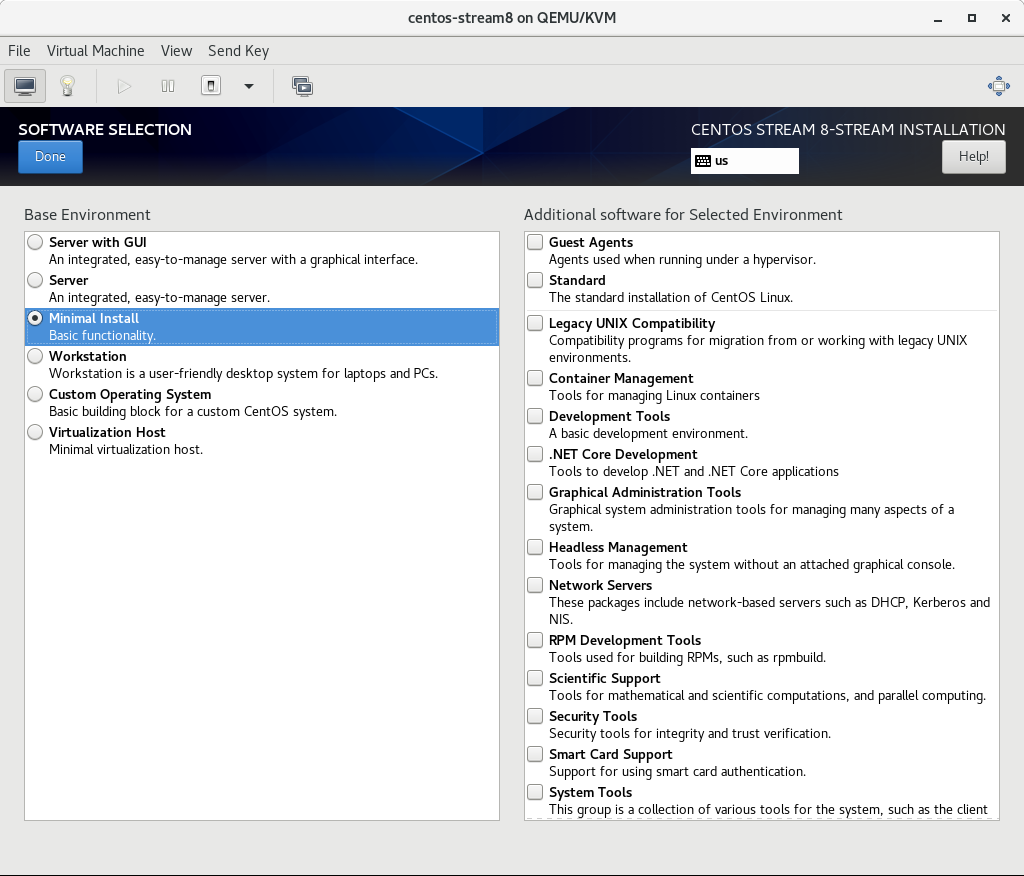 centos-stream8 on QEMU/KVM
File Virtual Machine View Send Key
SOFTWARE SELECTION
CENTOS STREAM 8-STREAM INSTALLATION
Done
us
Help!
Base Environment
Server with GUI
An integrated, easy-to-manage server with a graphical interface.
Server
An integrated, easy-to-manage server.
Minimal Install
Basic functionality.
Workstation
Workstation is a user-friendly desktop system for laptops and PCs.
Custom Operating System
Basic building block for a custom CentOS system.
Virtualization Host
Minimal virtualization host.
Additional software for Selected Environment
Guest Agents
Agents used when running under a hypervisor.
Standard
The standard installation of CentOS Linux.
Legacy UNIX Compatibility
Compatibility programs for migration from or working with legacy UNIX
environments.
Container Management
Tools for managing Linux containers
Development Tools
A basic development environment.
.NET Core Development
Tools to develop .NET and .NET Core applications
Graphical Administration Tools
Graphical system administration tools for managing many aspects of a
system.
Headless Management
Tools for managing the system without an attached graphical console.
Network Servers
These packages include network-based servers such as DHCP, Kerberos and
NIS.
RPM Development Tools
Tools used for building RPMs, such as rpmbuild.
Scientific Support
Tools for mathematical and scientific computations, and parallel computing.
Security Tools
Security tools for integrity and trust verification.
Smart Card Support
Support for using smart card authentication.
System Tools
This group is a collection of various tools for the system, such as the client